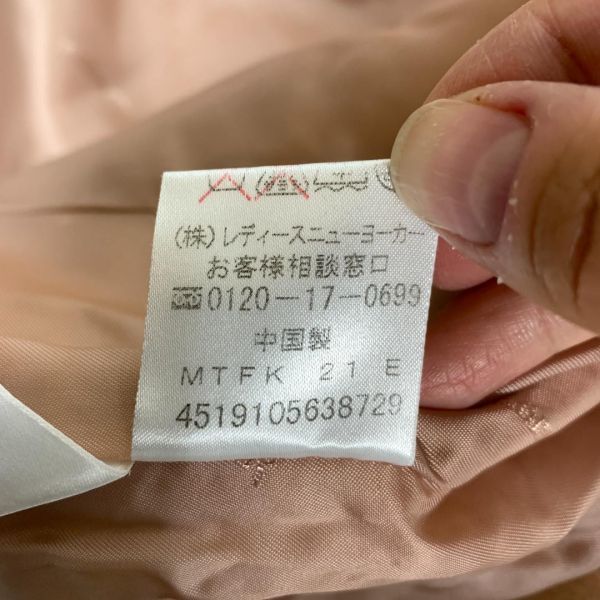 (株)レディースニューヨーカー
お客様相談窓口
0120-17-0699
中国製
MTFK 21 E
4519105638729